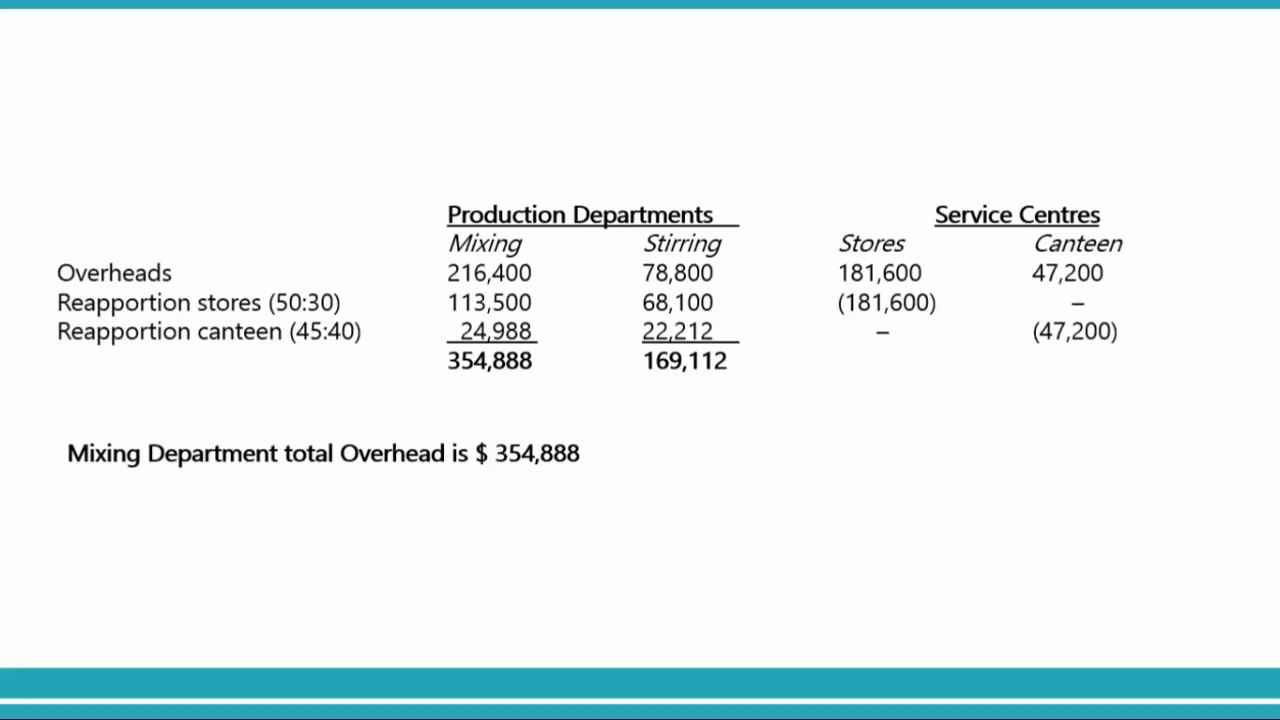 Production Departments Service Centres
Mixing Stirring Stores Canteen
Overheads 216,400 78,800 181,600 47,200
Reapportion stores (50:30) 113,500 68,100 (181,600) –
Reapportion canteen (45:40) 24,988 22,212 – (47,200)
354,888 169,112
Mixing Department total Overhead is $ 354,888